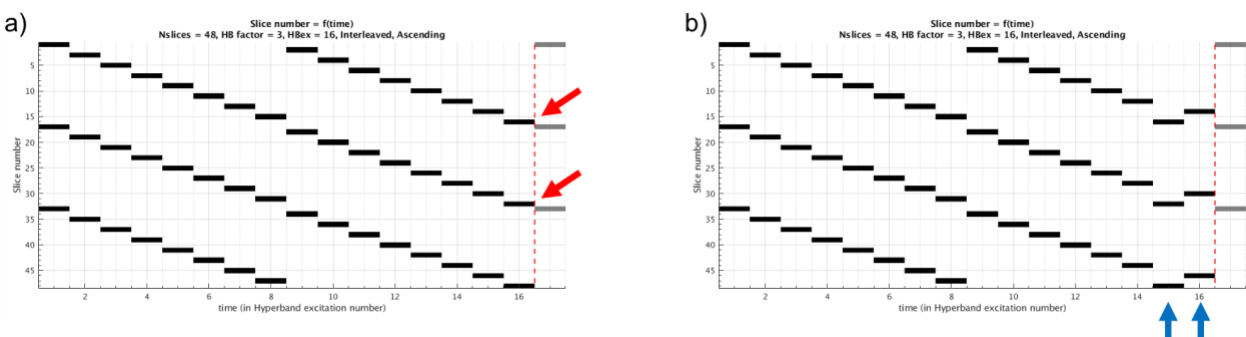 a)
Slice number = f(time)
Nslices = 48, HB factor = 3, HBex = 16, Interleaved, Ascending
Slice number
5
10
15
20
25
30
35
40
45
2 4 6 8 10 12 14 16
time (in Hyperband excitation number)
b)
Slice number = f(time)
Nslices = 48, HB factor = 3, HBex = 16, Interleaved, Ascending
Slice number
5
10
15
20
25
30
35
40
45
2 4 6 8 10 12 14 16
time (in Hyperband excitation number)